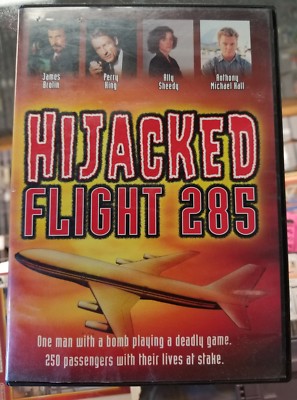 James Brolin
Perry King
Ally Sheedy
Anthony Michael Hall
HIJACKED
FLIGHT 285
One man with a bomb playing a deadly game.
250 passengers with their lives at stake.